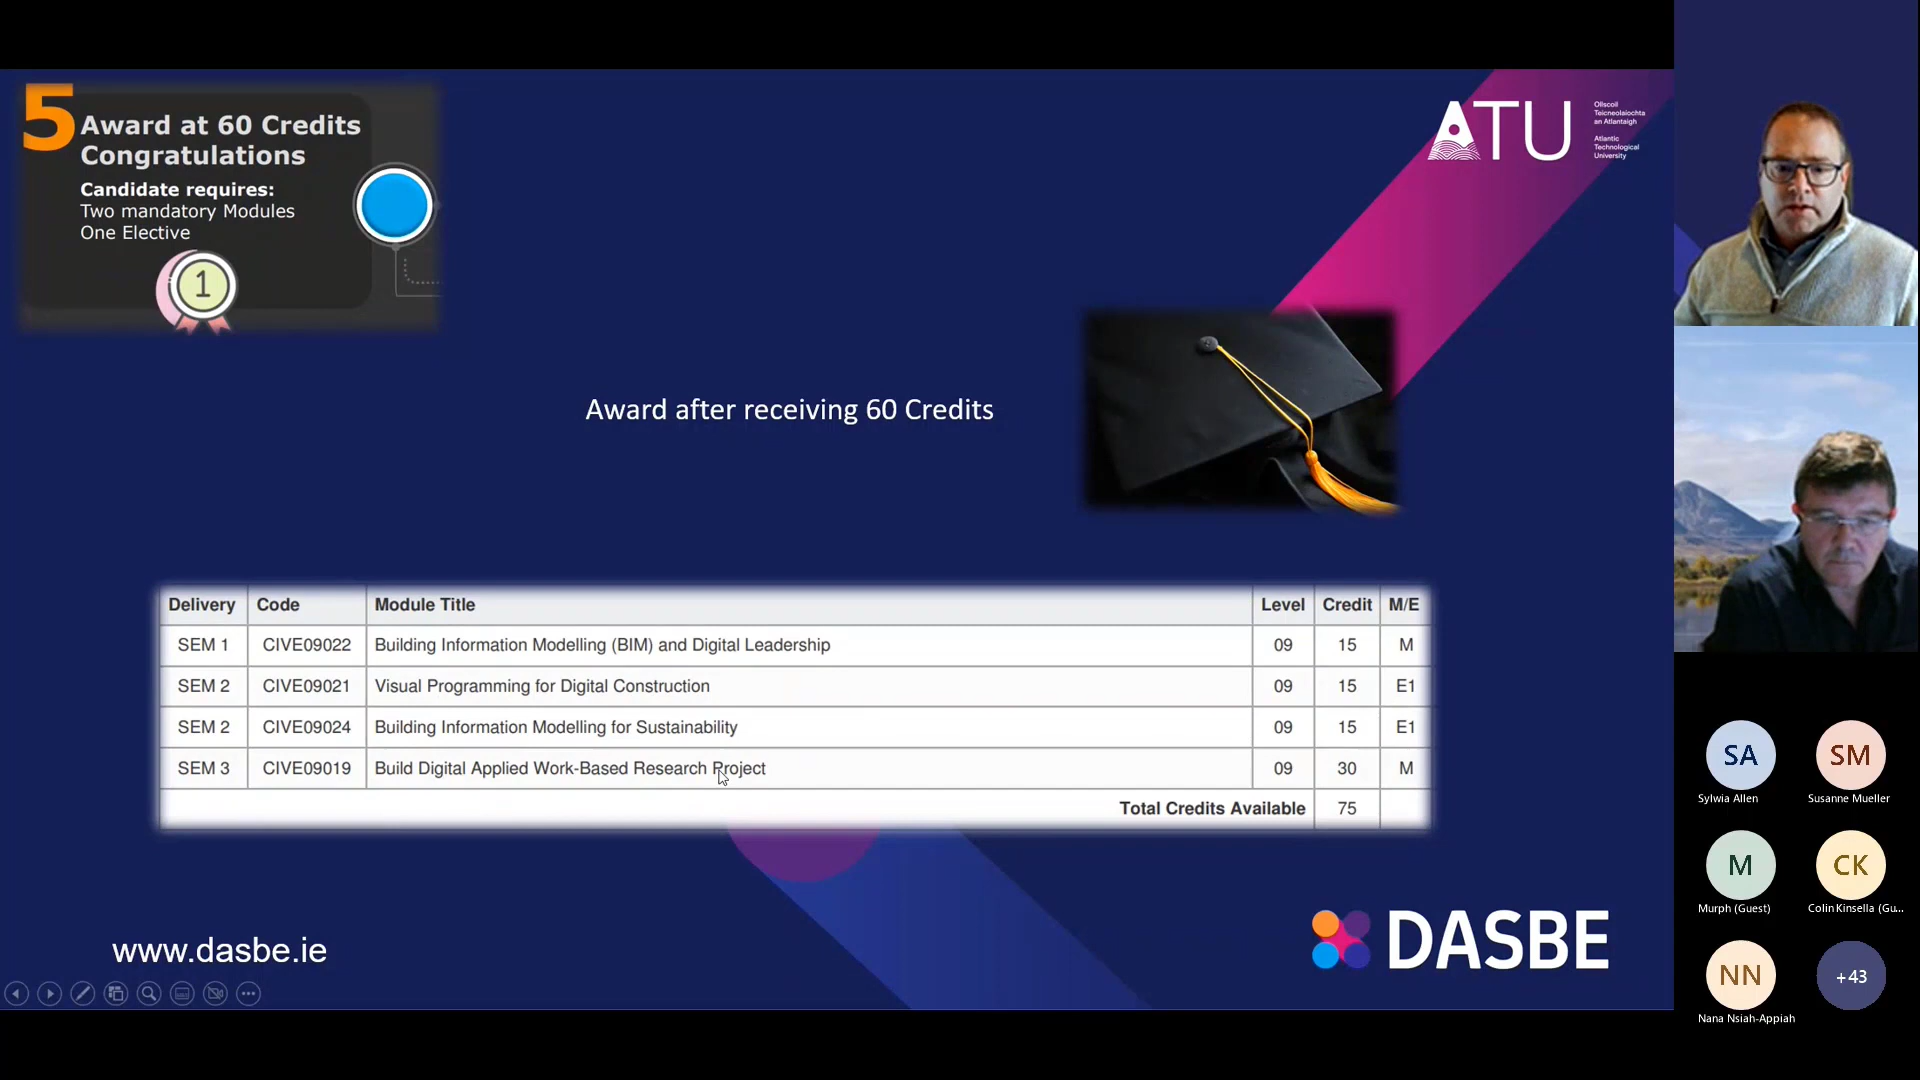 5
Award at 60 Credits
Congratulations
Candidate requires:
Two mandatory Modules
One Elective
1
ATU
Ollscoil
Teicneolaíochta
an Atlantaigh
Atlantic
Technological
University
Award after receiving 60 Credits
Delivery Code Module Title Level Credit M/E
SEM 1 CIVE09022 Building Information Modelling (BIM) and Digital Leadership 09 15 M
SEM 2 CIVE09021 Visual Programming for Digital Construction 09 15 E1
SEM 2 CIVE09024 Building Information Modelling for Sustainability 09 15 E1
SEM 3 CIVE09019 Build Digital Applied Work-Based Research Project 09 30 M
Total Credits Available 75
www.dasbe.ie
DASBE
SA SM
Sylwia Allen Susanne Mueller
M CK
Murph (Guest) Colin Kinsella (Gu...
NN +43
Nana Nsiah-Appiah